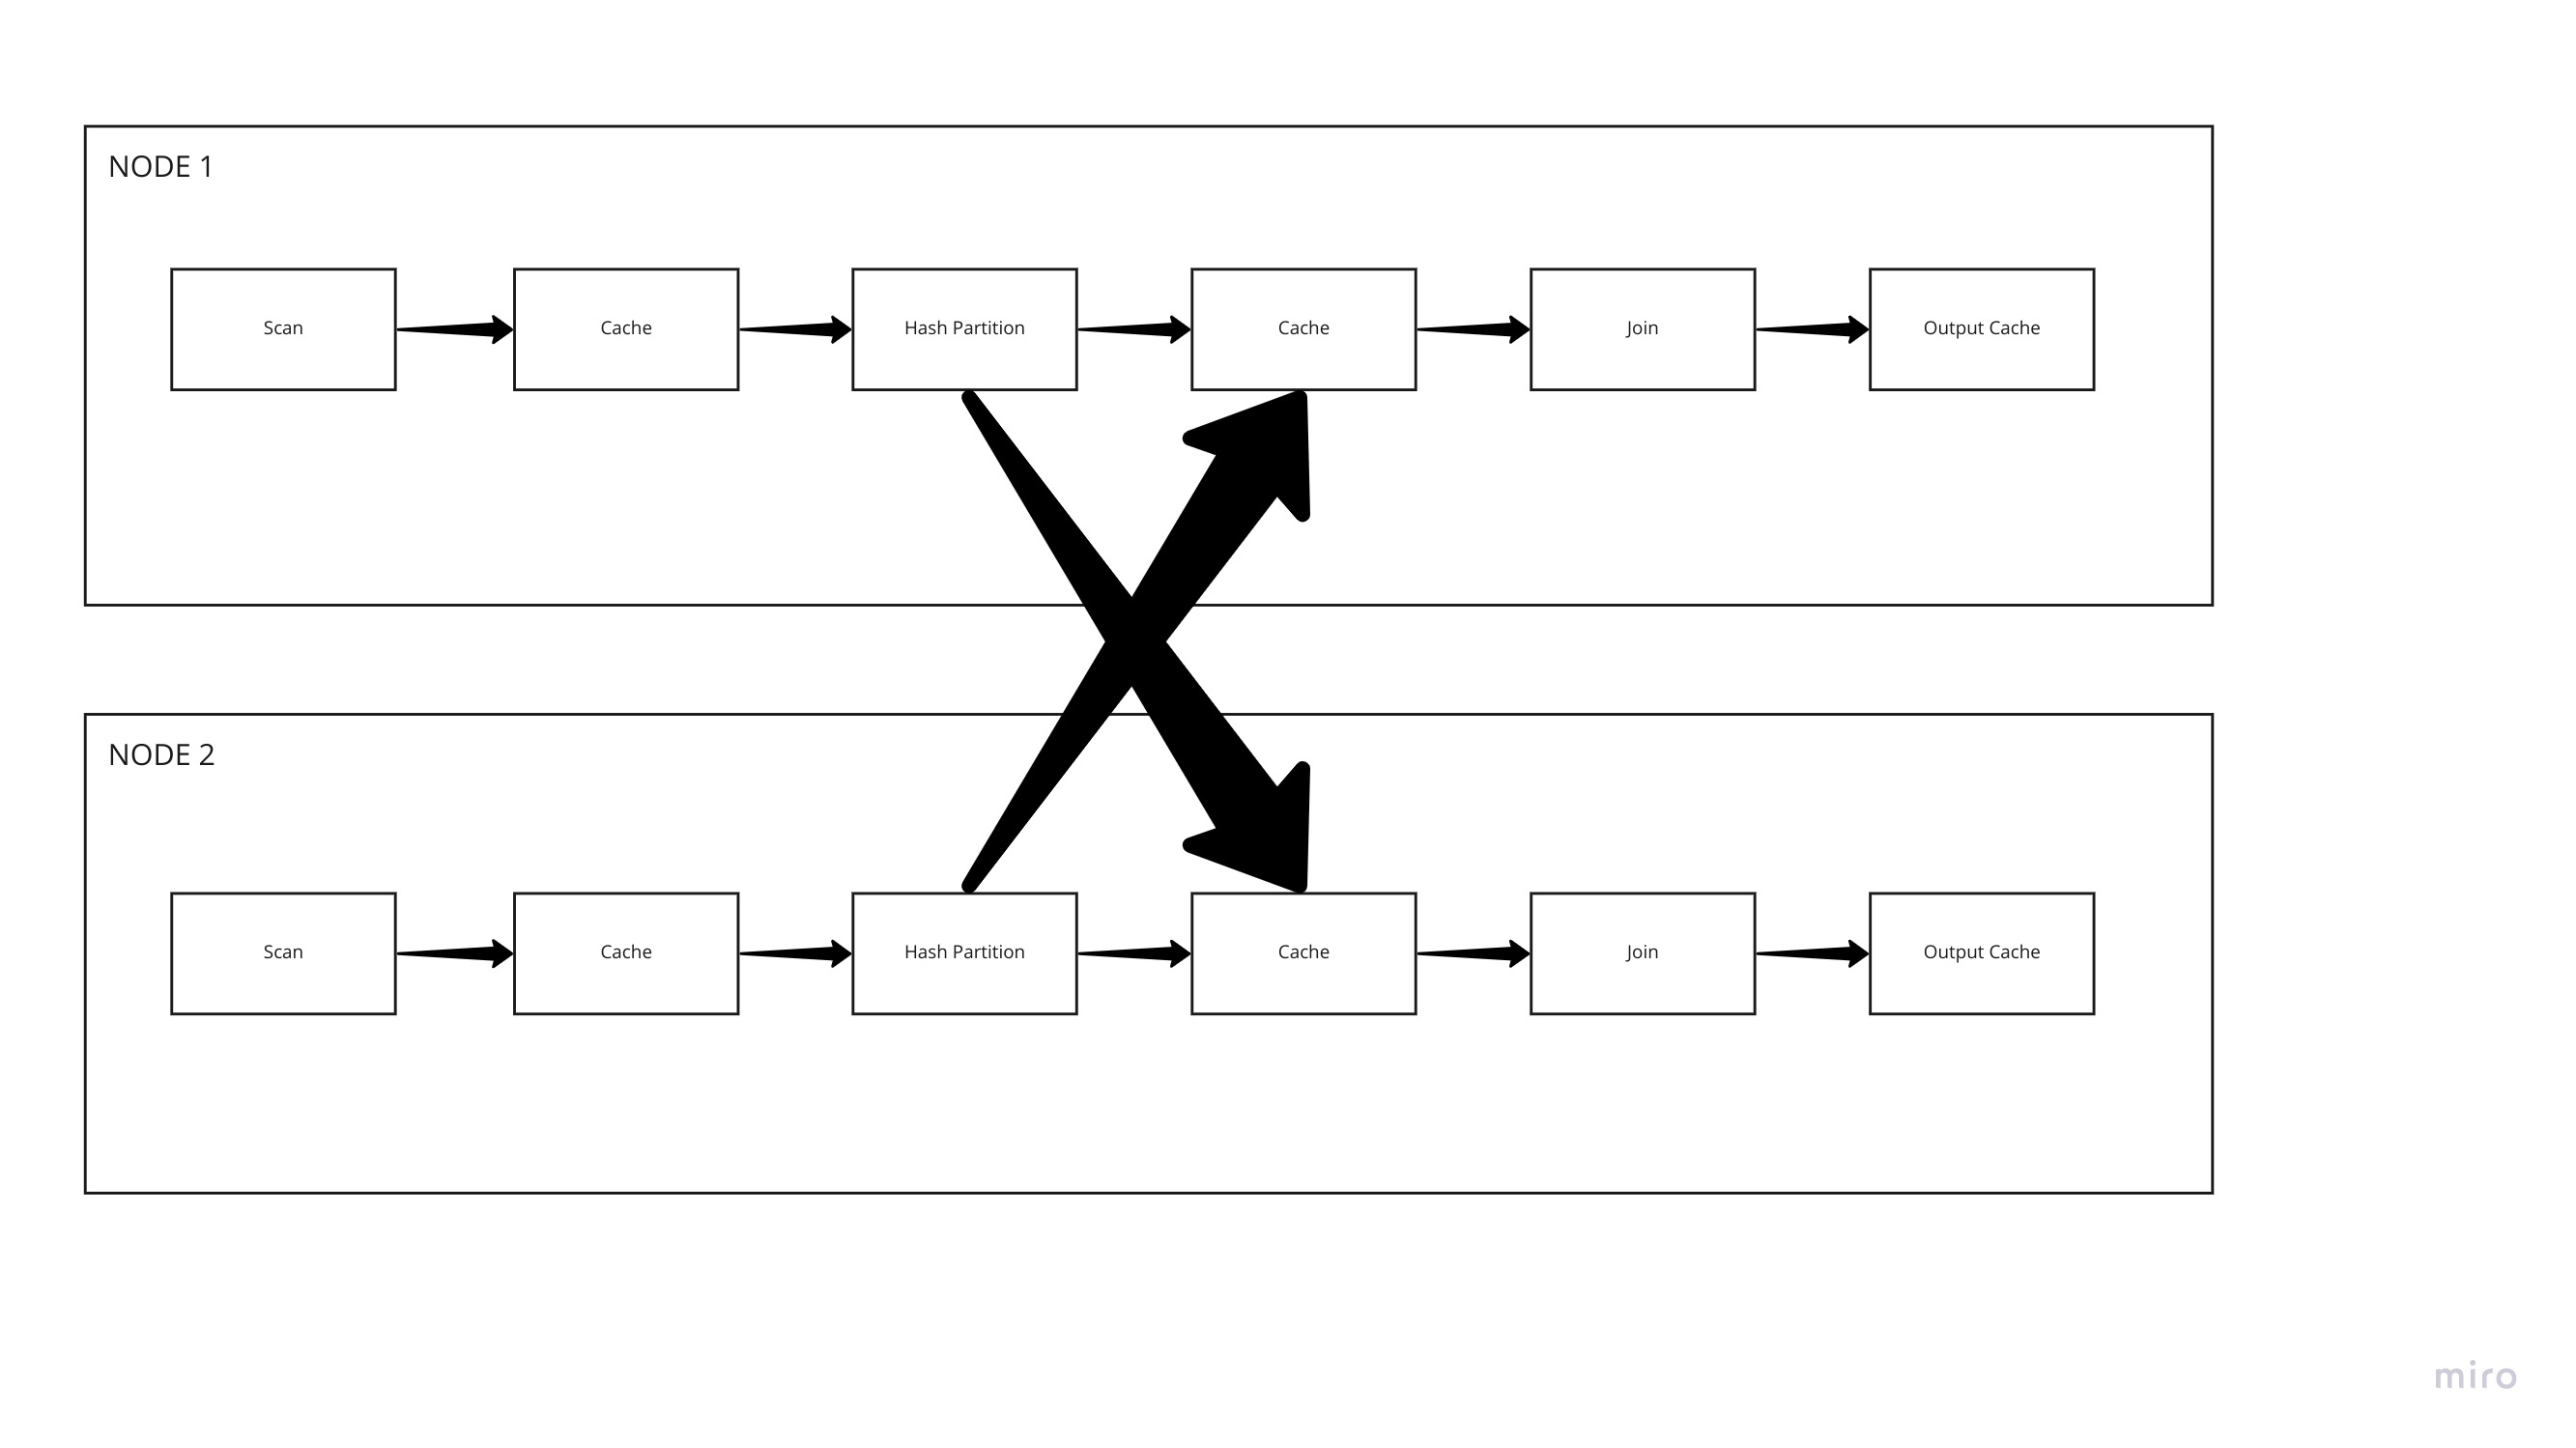 NODE 1
Scan
Cache
Hash Partition
Cache
Join
Output Cache
NODE 2
Scan
Cache
Hash Partition
Cache
Join
Output Cache
miro